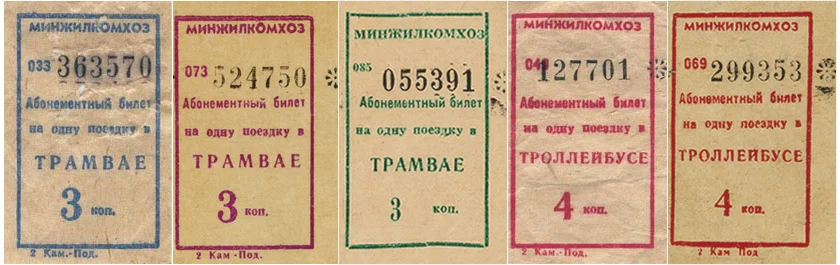 МИНЖИЛКОМХОЗ
033 363570
Абонементный билет
на одну поездку в
ТРАМВАЕ
3 коп.
2 Кам.-Под.
МИНЖИЛКОМХОЗ
073 524750
Абонементный билет
на одну поездку в
ТРАМВАЕ
3 коп.
2 Кам-Под.
МИНЖИЛКОМХОЗ
085
055391
Абонементный билет
на одну поездку в
ТРАМВАЕ
3 коп.
МИНЖИЛКОМХОЗ
127701
Абонементный билет
на одну поездку в
ТРОЛЛЕЙБУСЕ
4 коп.
2 Кам.-Под.
МИНЖИЛКОМХОЗ
069 299353
Абонементный билет
на одну поездку в
ТРОЛЛЕЙБУСЕ
4 коп.
2 Кам Под.